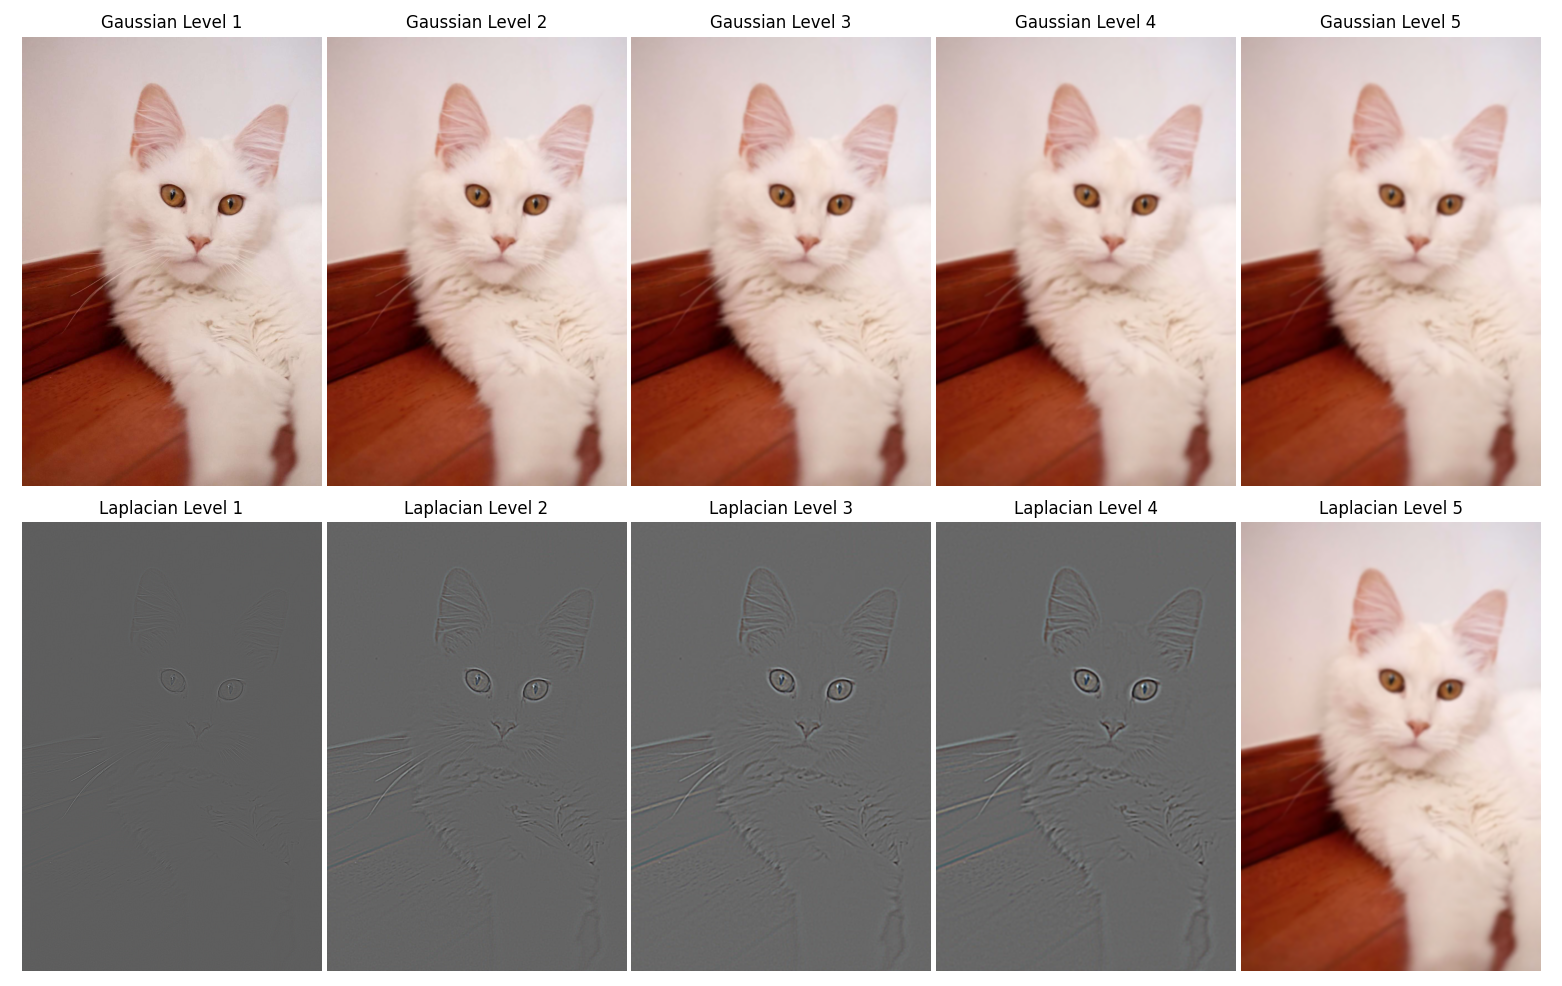 Gaussian Level 1
Gaussian Level 2
Gaussian Level 3
Gaussian Level 4
Gaussian Level 5
Laplacian Level 1
Laplacian Level 2
Laplacian Level 3
Laplacian Level 4
Laplacian Level 5